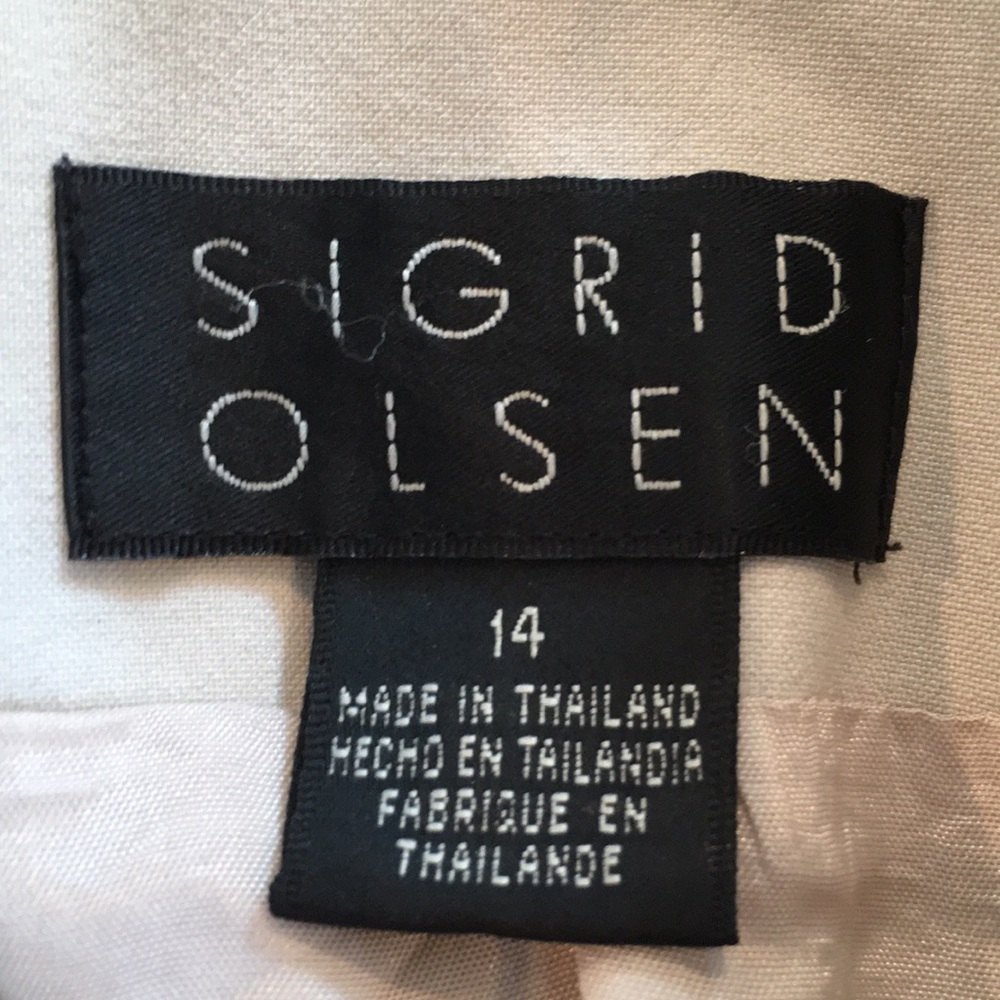 SIGRID
OLSEN
14
MADE IN THAILAND
HECHO EN TAILANDIA
FABRIQUE EN
THAILANDE